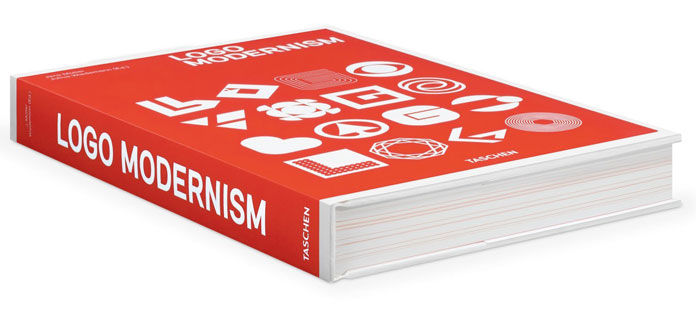 LOGO
MODERNISM
LOGO MODERNISM
TASCHEN
TASCHEN